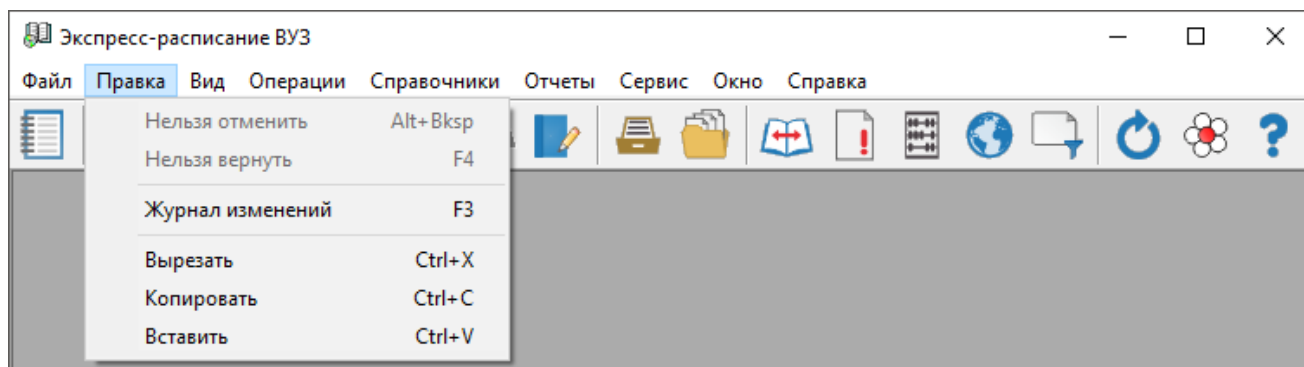 Экспресс-расписание ВУЗ
Файл Правка Вид Операции Справочники Отчеты Сервис Окно Справка
Нельзя отменить Alt+Bksp
Нельзя вернуть F4
Журнал изменений F3
Вырезать Ctrl+X
Копировать Ctrl+C
Вставить Ctrl+V